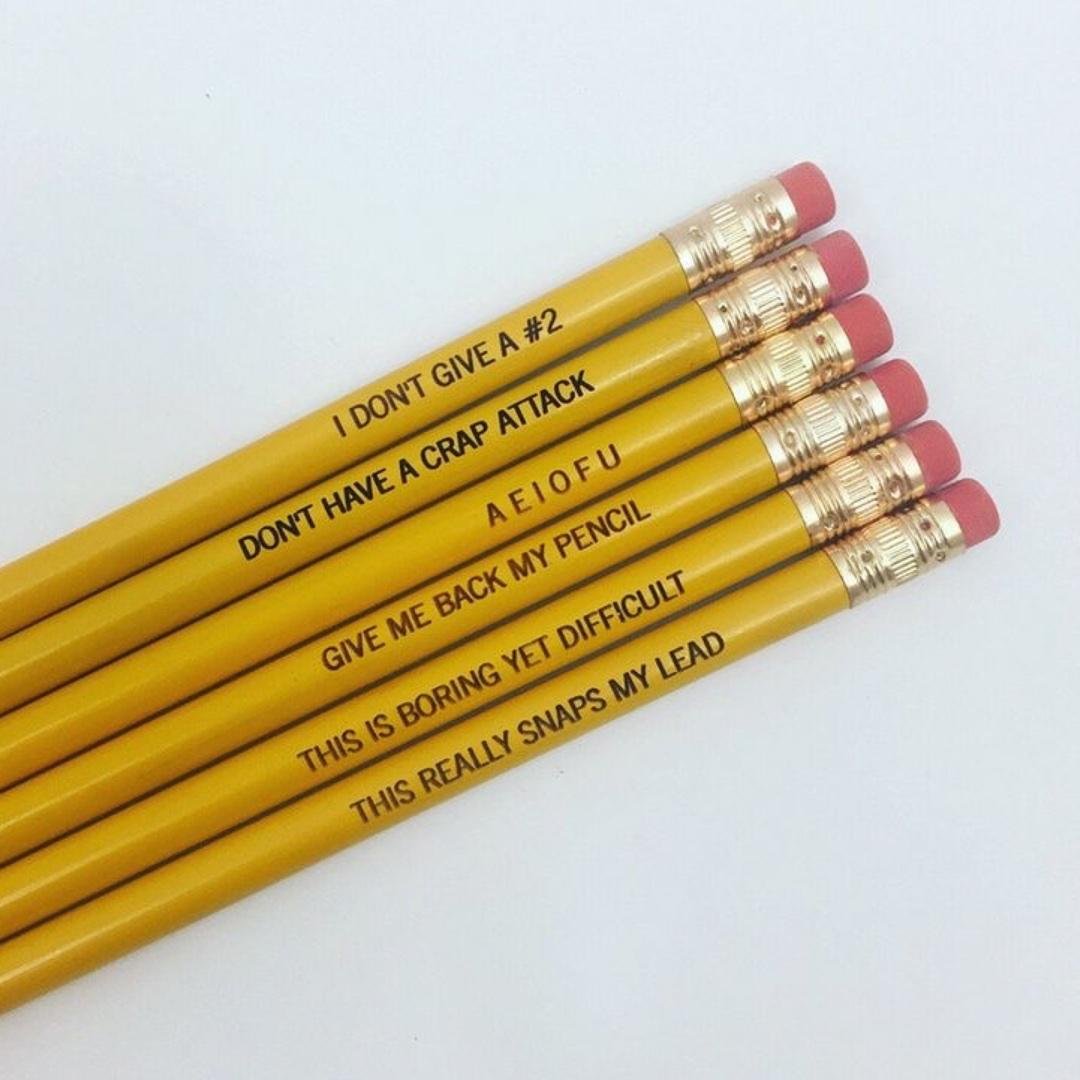 I DON'T GIVE A #2
DON'T HAVE A CRAP ATTACK
A E I O F U
GIVE ME BACK MY PENCIL
THIS IS BORING YET DIFFICULT
THIS REALLY SNAPS MY LEAD